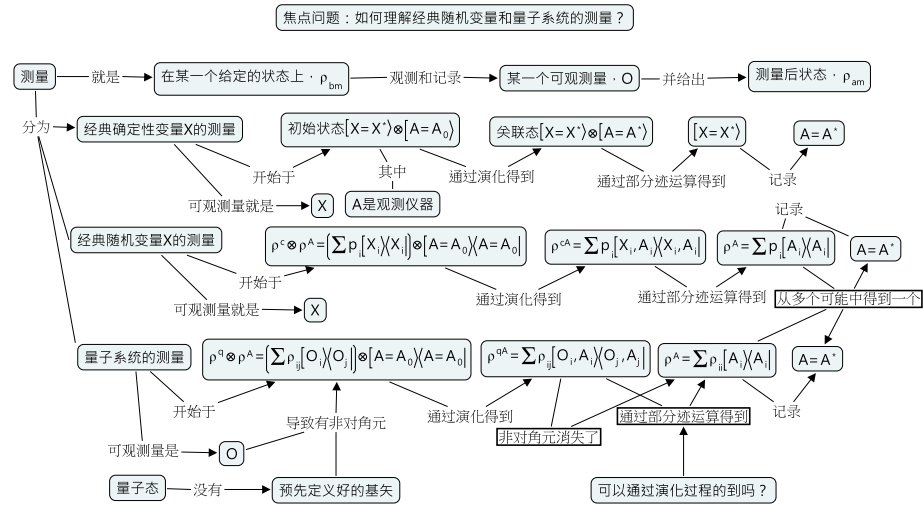 焦点问题：如何理解经典随机变量和量子系统的测量？
测量 就是 在某一个给定的状态上·ρbm 观测和记录 某一个可观测量·O 并给出 测量后状态·ρam
分为 经典确定性变量X的测量 初始状态[X=X*⟩⊗[A=A₀⟩ 关联态[X=X*⟩⊗[A=A*⟩ [X=X*⟩ A=A*
开始于 其中 通过演化得到 通过部分迹运算得到 记录
可观测量就是 X A是观测仪器
记录
经典随机变量X的测量 ρᶜ⊗ρᴬ=(∑pᵢ[Xᵢ⟩⟨Xᵢ|)⊗[A=A₀⟩⟨A=A₀| ρᶜᴬ=∑pᵢ[Xᵢ,Aᵢ⟩⟨Xᵢ,Aᵢ| ρᴬ=∑pᵢ[Aᵢ⟩⟨Aᵢ| A=A*
开始于 通过演化得到 通过部分迹运算得到 从多个可能中得到一个
可观测量就是 X
量子系统的测量 ρ^q⊗ρᴬ=(∑ρᵢⱼ[Oᵢ⟩⟨Oⱼ|)⊗[A=A₀⟩⟨A=A₀| ρ^qA=∑ρᵢⱼ[Oᵢ,Aᵢ⟩⟨Oⱼ,Aⱼ| ρᴬ=∑ρᵢᵢ[Aᵢ⟩⟨Aᵢ| A=A*
开始于 导致有非对角元 通过演化得到 非对角元消失了 通过部分迹运算得到 记录
可观测量是 O
量子态 没有 预先定义好的基矢 可以通过演化过程的到吗？